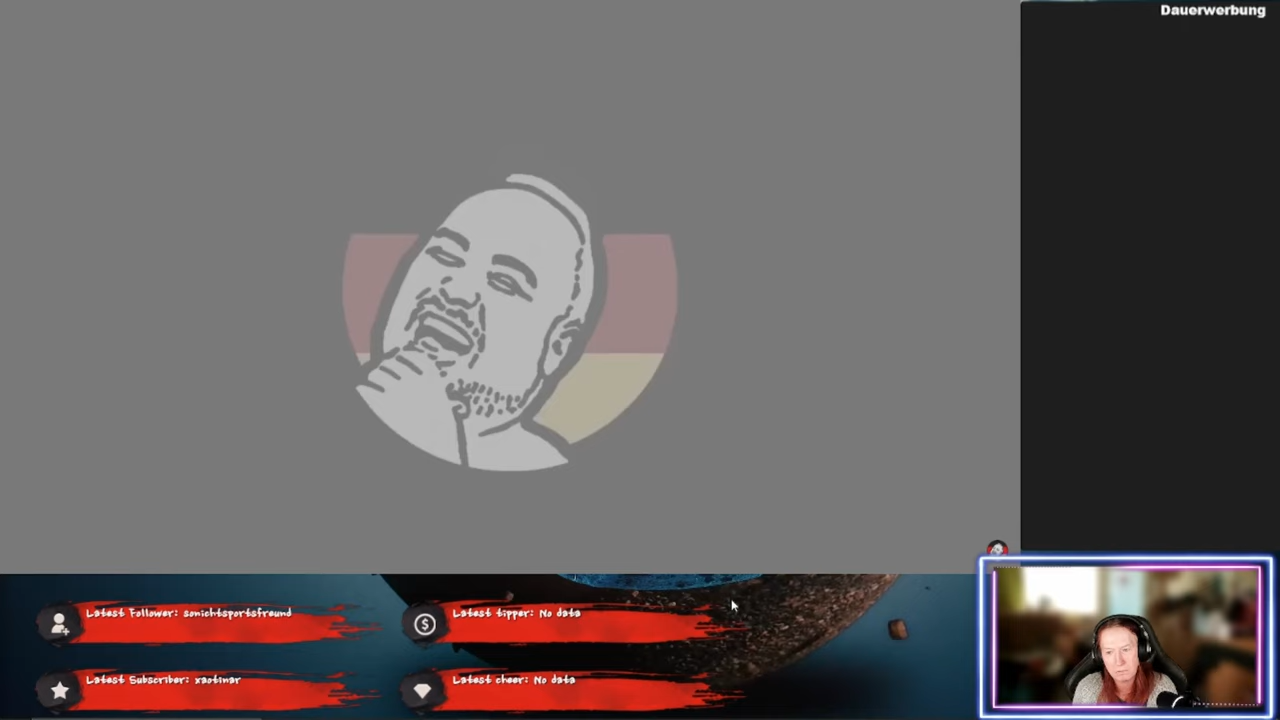 Dauerwerbung
Latest Follower: sonichtsportsfreund
Latest tipper: No data
Latest Subscriber: xaotinar
Latest cheer: No data